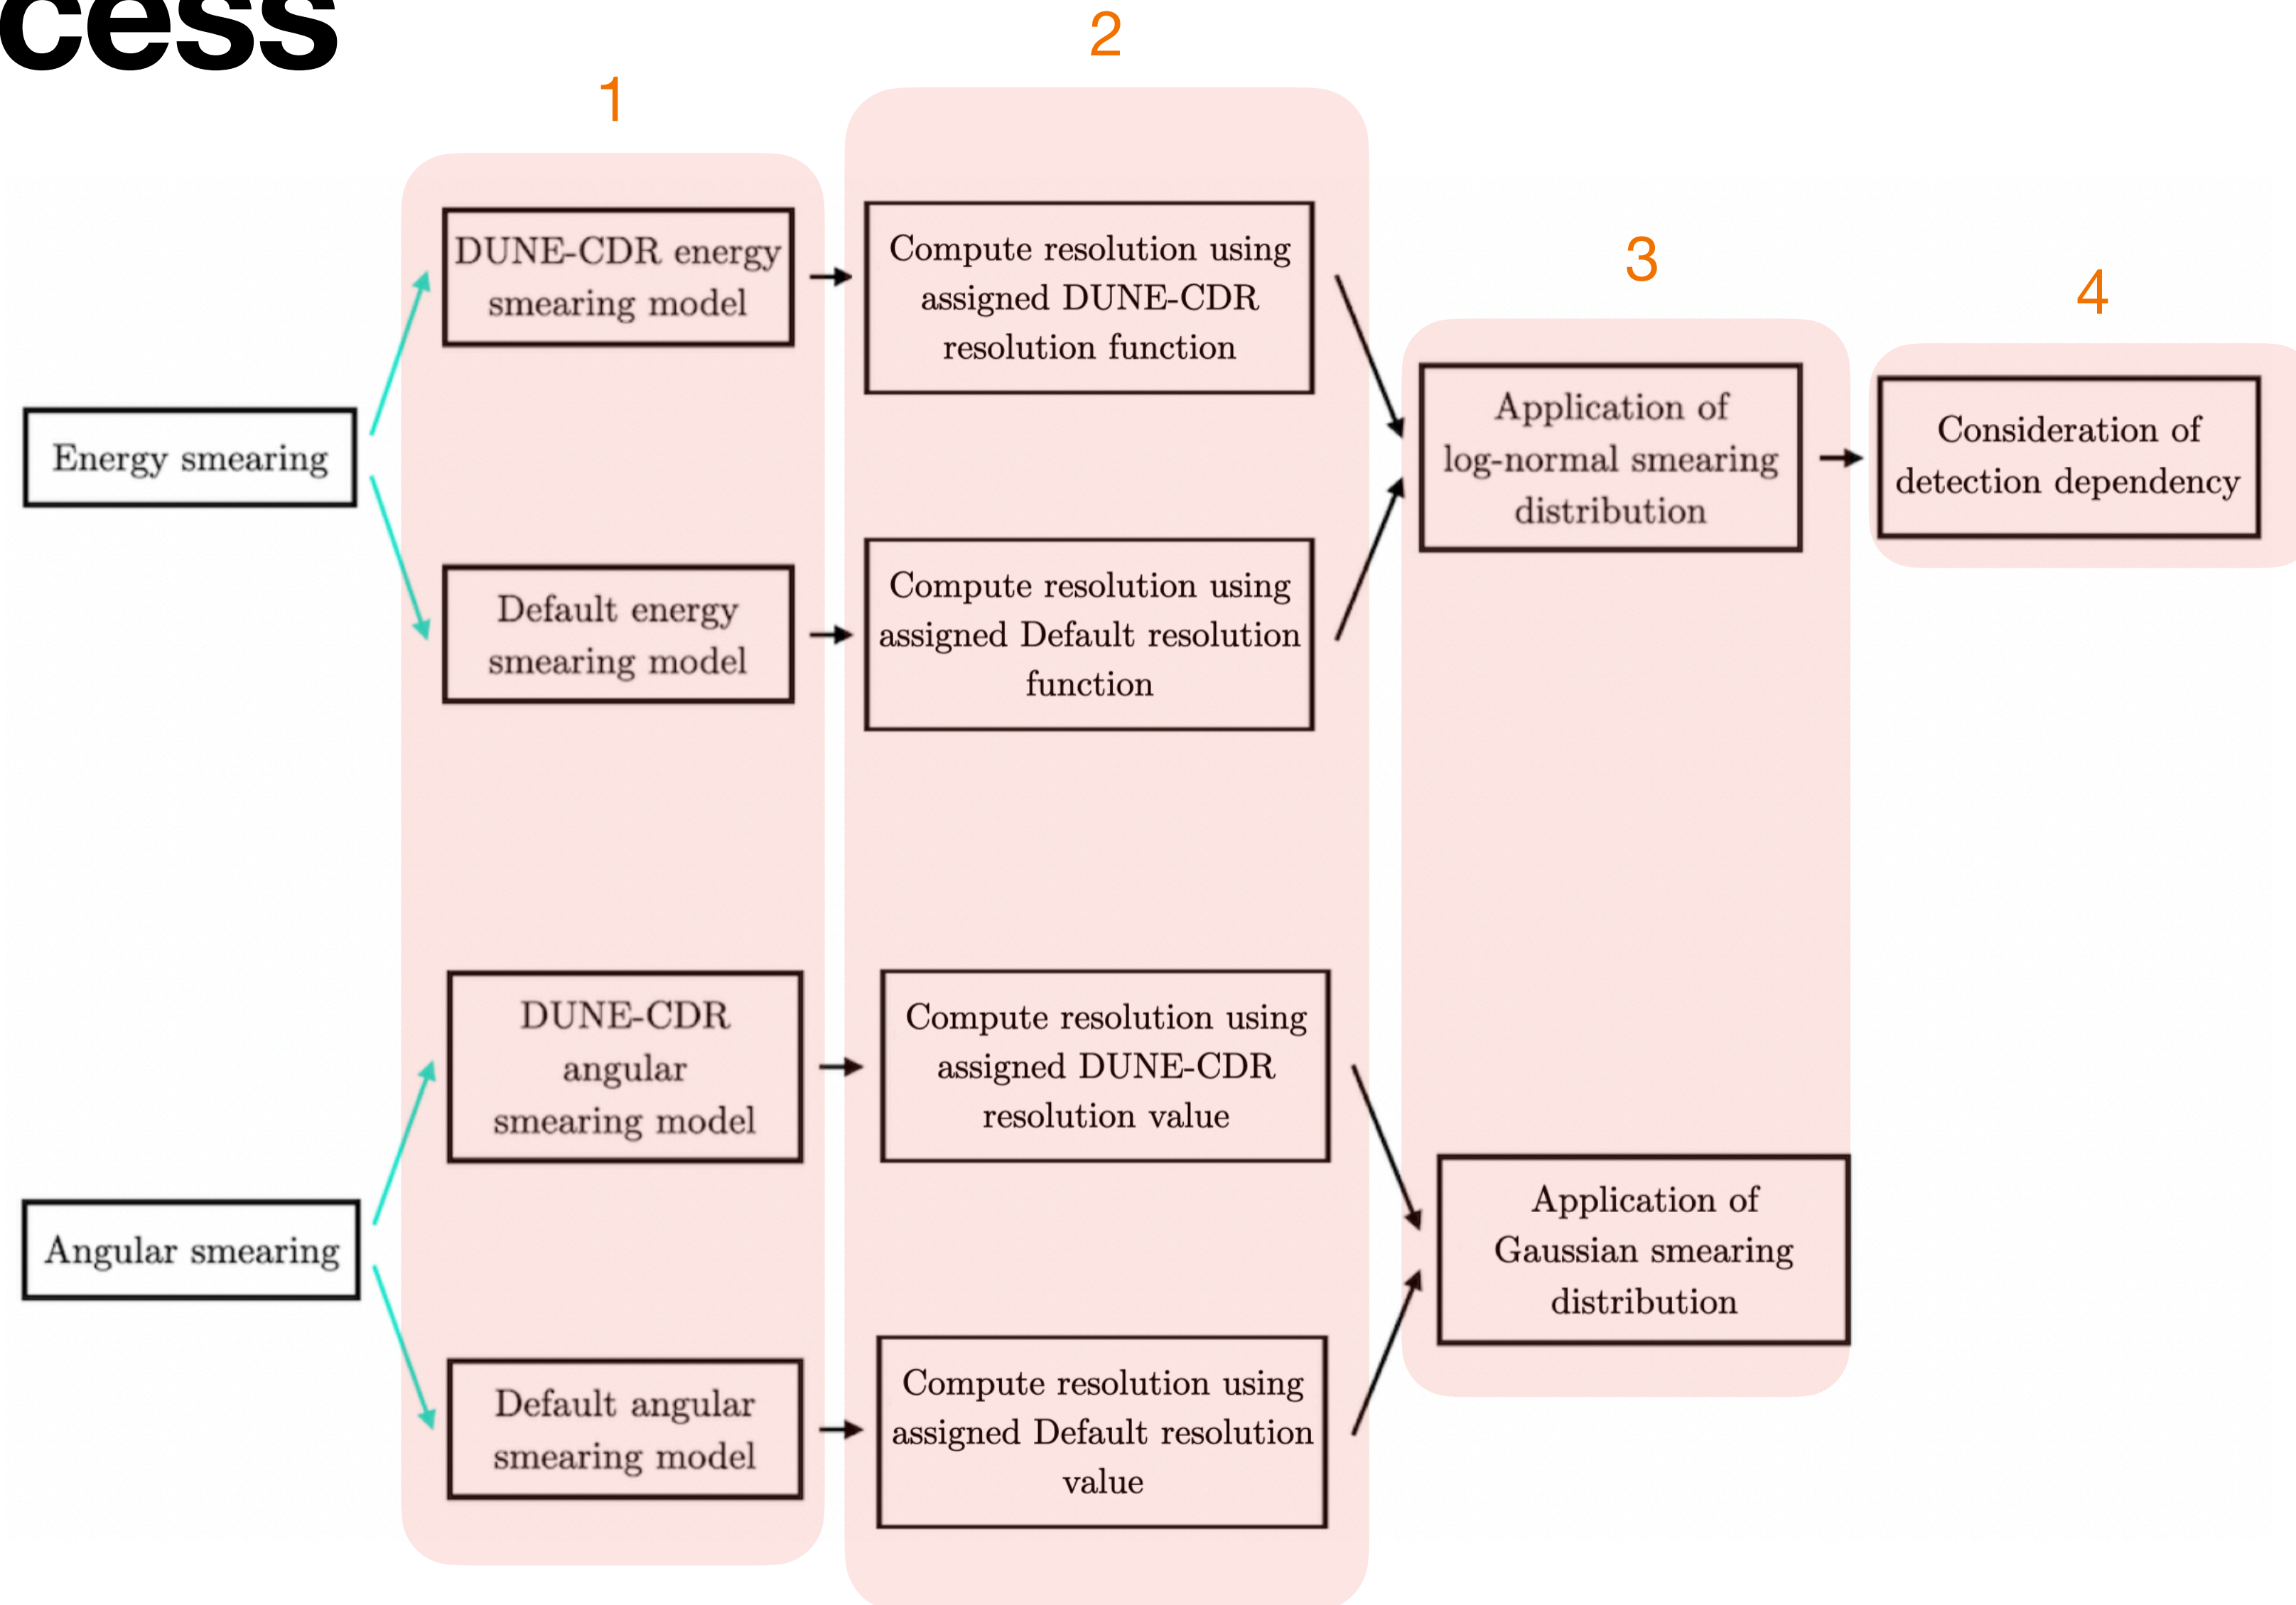 cess
1
2
3
4
DUNE-CDR energy
smearing model
Compute resolution using
assigned DUNE-CDR
resolution function
Application of
log-normal smearing
distribution
Consideration of
detection dependency
Energy smearing
Default energy
smearing model
Compute resolution using
assigned Default resolution
function
DUNE-CDR
angular
smearing model
Compute resolution using
assigned DUNE-CDR
resolution value
Angular smearing
Application of
Gaussian smearing
distribution
Default angular
smearing model
Compute resolution using
assigned Default resolution
value